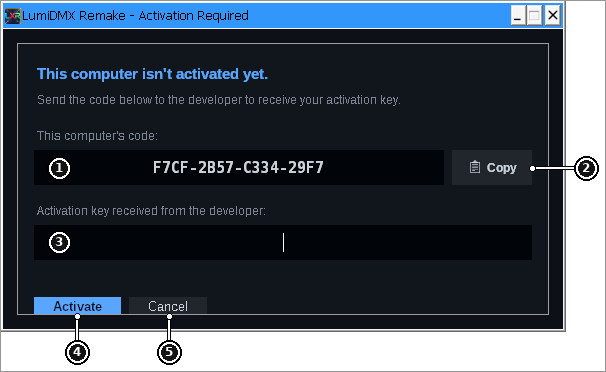 LumiDMX Remake - Activation Required
This computer isn't activated yet.
Send the code below to the developer to receive your activation key.
This computer's code:
1 F7CF-2B57-C334-29F7 Copy 2
Activation key received from the developer:
3
Activate Cancel
4 5